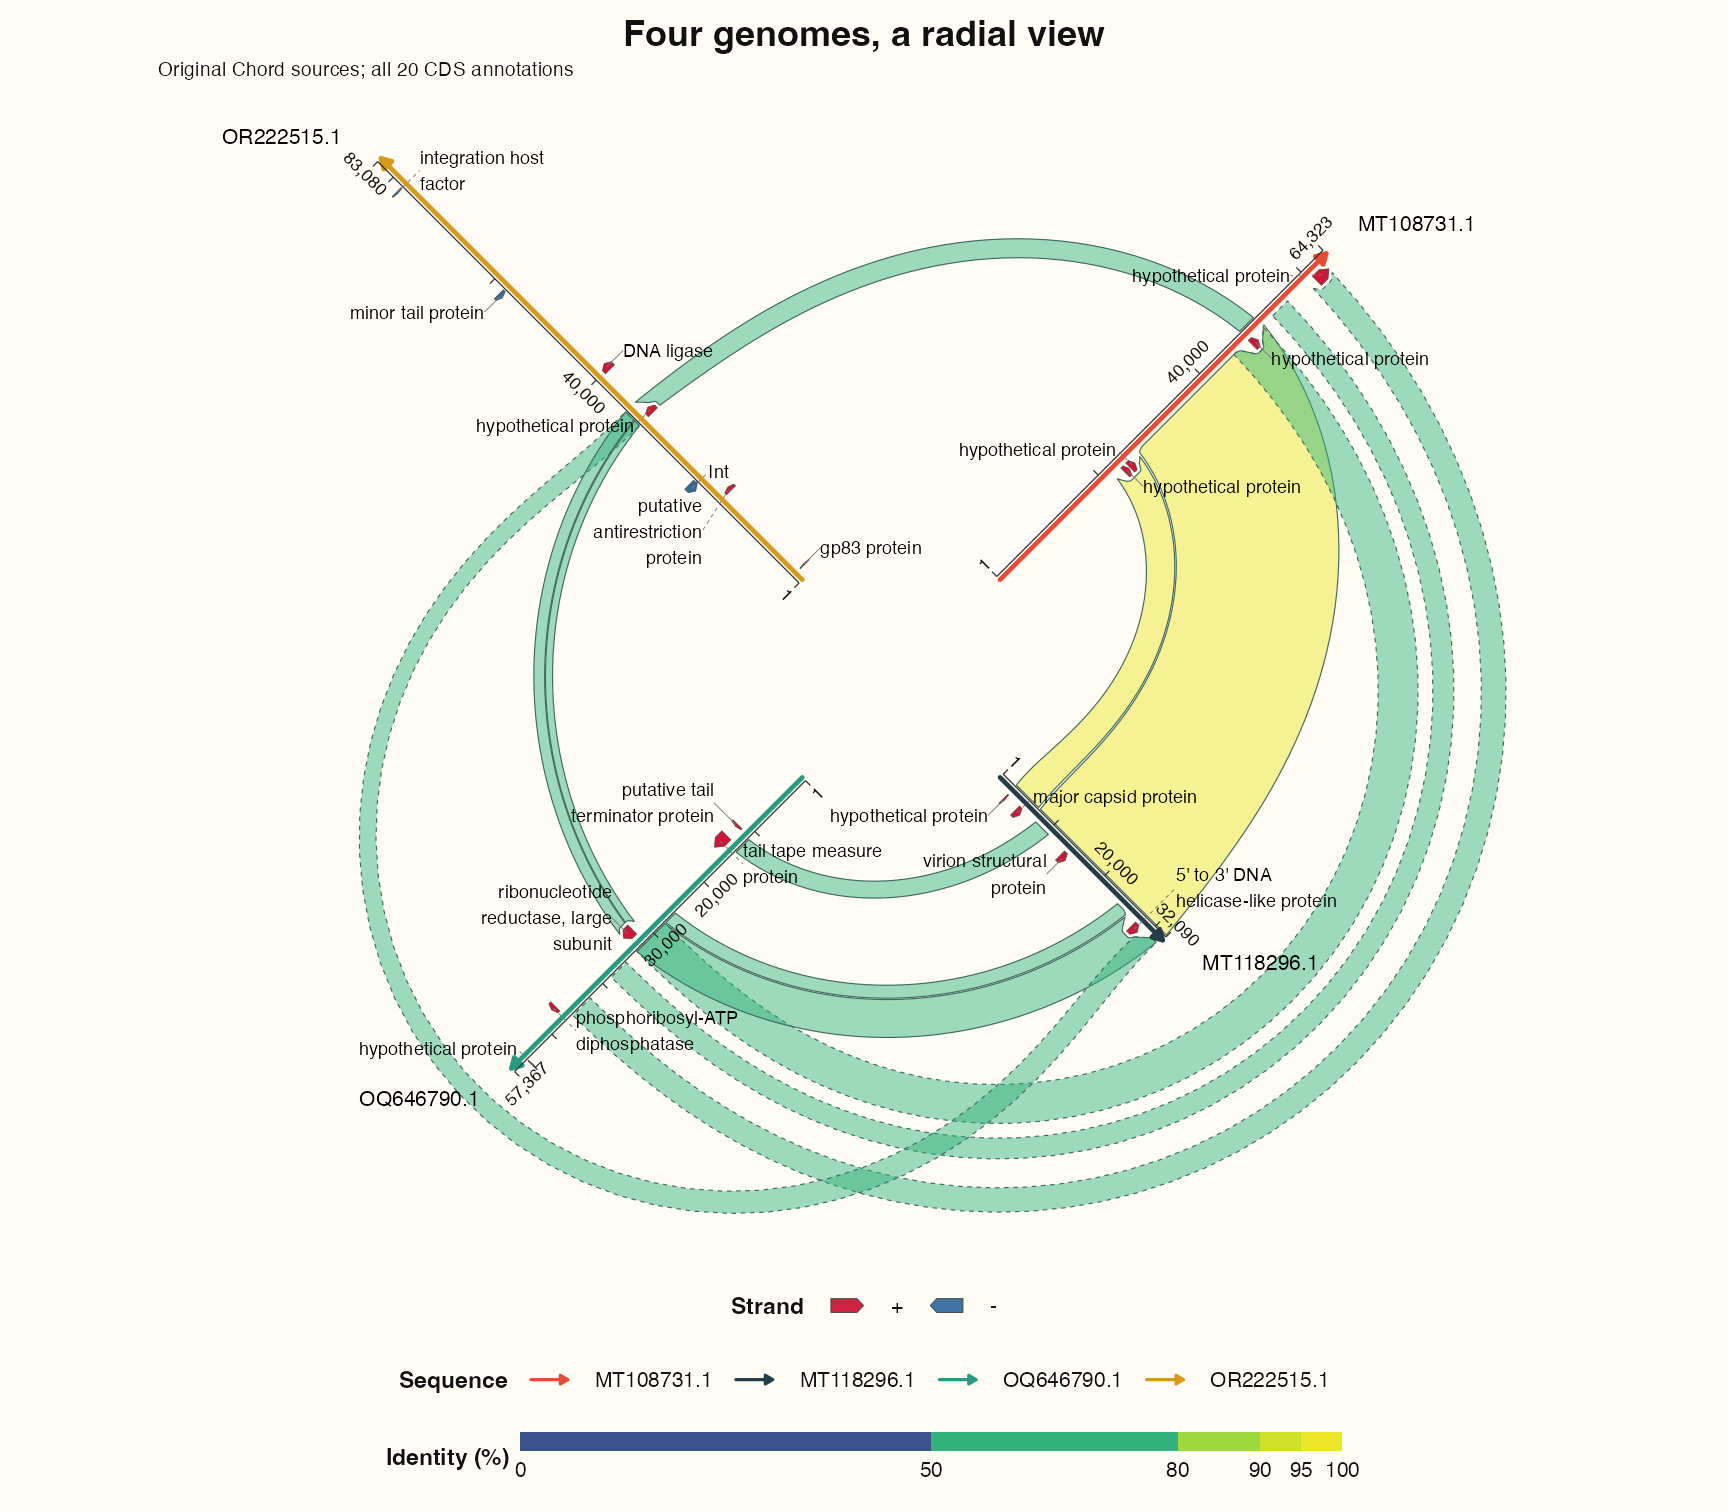 Four genomes, a radial view
Original Chord sources; all 20 CDS annotations
OR222515.1
83,080
integration host
factor
minor tail protein
DNA ligase
40,000
hypothetical protein
Int
putative
antirestriction
protein
gp83 protein
1
MT108731.1
64,323
hypothetical protein
40,000
hypothetical protein
hypothetical protein
hypothetical protein
1
1
putative tail
terminator protein
tail tape measure
protein
20,000
ribonucleotide
reductase, large
subunit
30,000
phosphoribosyl-ATP
diphosphatase
hypothetical protein
57,367
OQ646790.1
1
major capsid protein
hypothetical protein
virion structural
protein
20,000
5' to 3' DNA
helicase-like protein
32,090
MT118296.1
Strand + -
Sequence MT108731.1 MT118296.1 OQ646790.1 OR222515.1
Identity (%)
0 50 80 90 95 100